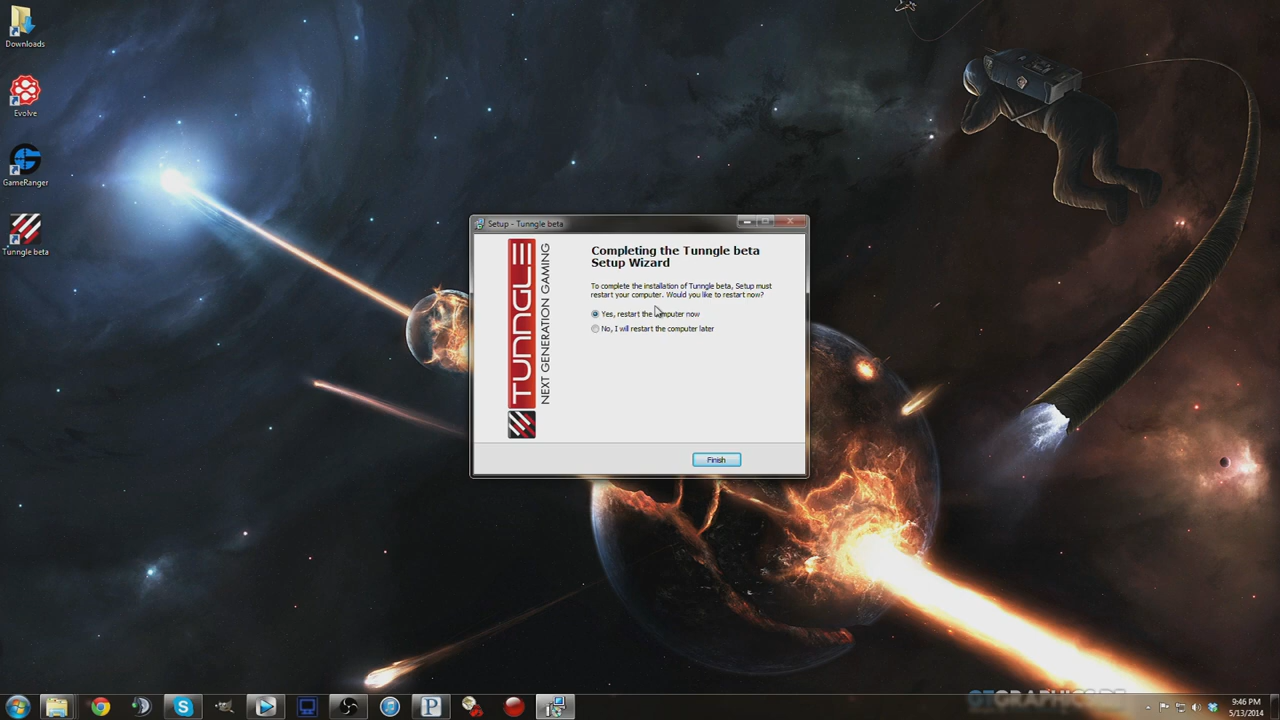 Downloads
Evolve
GameRanger
Tunngle beta
Setup - Tunngle beta
TUNNGLE
NEXT GENERATION GAMING
Completing the Tunngle beta
Setup Wizard
To complete the installation of Tunngle beta, Setup must
restart your computer. Would you like to restart now?
Yes, restart the computer now
No, I will restart the computer later
Finish
9:46 PM
5/13/2014